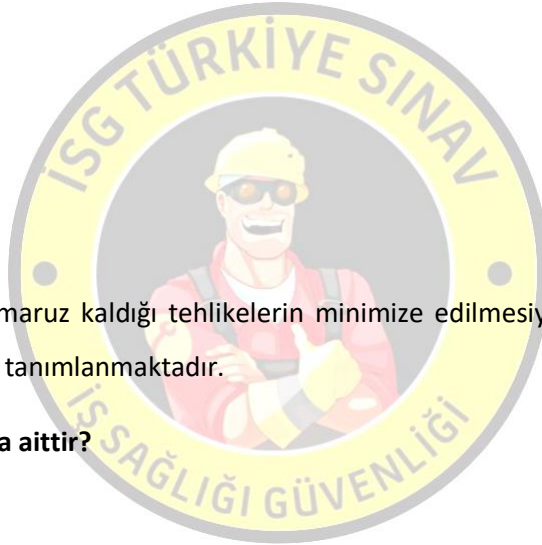 İSG TÜRKİYE SINAV
maruz kaldığı tehlikelerin minimize edilmesiy
tanımlanmaktadır.
a aittir?
İŞ SAĞLIĞI GÜVENLİĞİ